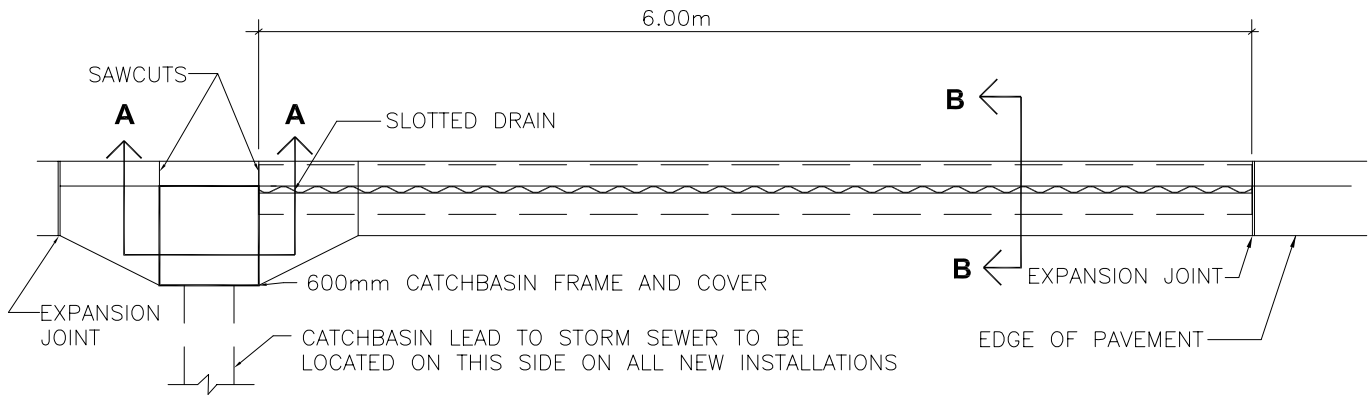 6.00m
SAWCUTS
A
A
SLOTTED DRAIN
B
B
600mm CATCHBASIN FRAME AND COVER
EXPANSION JOINT
EXPANSION
JOINT
CATCHBASIN LEAD TO STORM SEWER TO BE
LOCATED ON THIS SIDE ON ALL NEW INSTALLATIONS
EDGE OF PAVEMENT